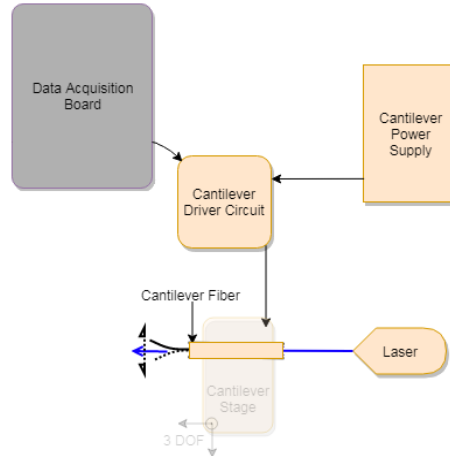 Data Acquisition
Board
Cantilever
Power
Supply
Cantilever
Driver Circuit
Cantilever Fiber
Laser
Cantilever
Stage
3 DOF